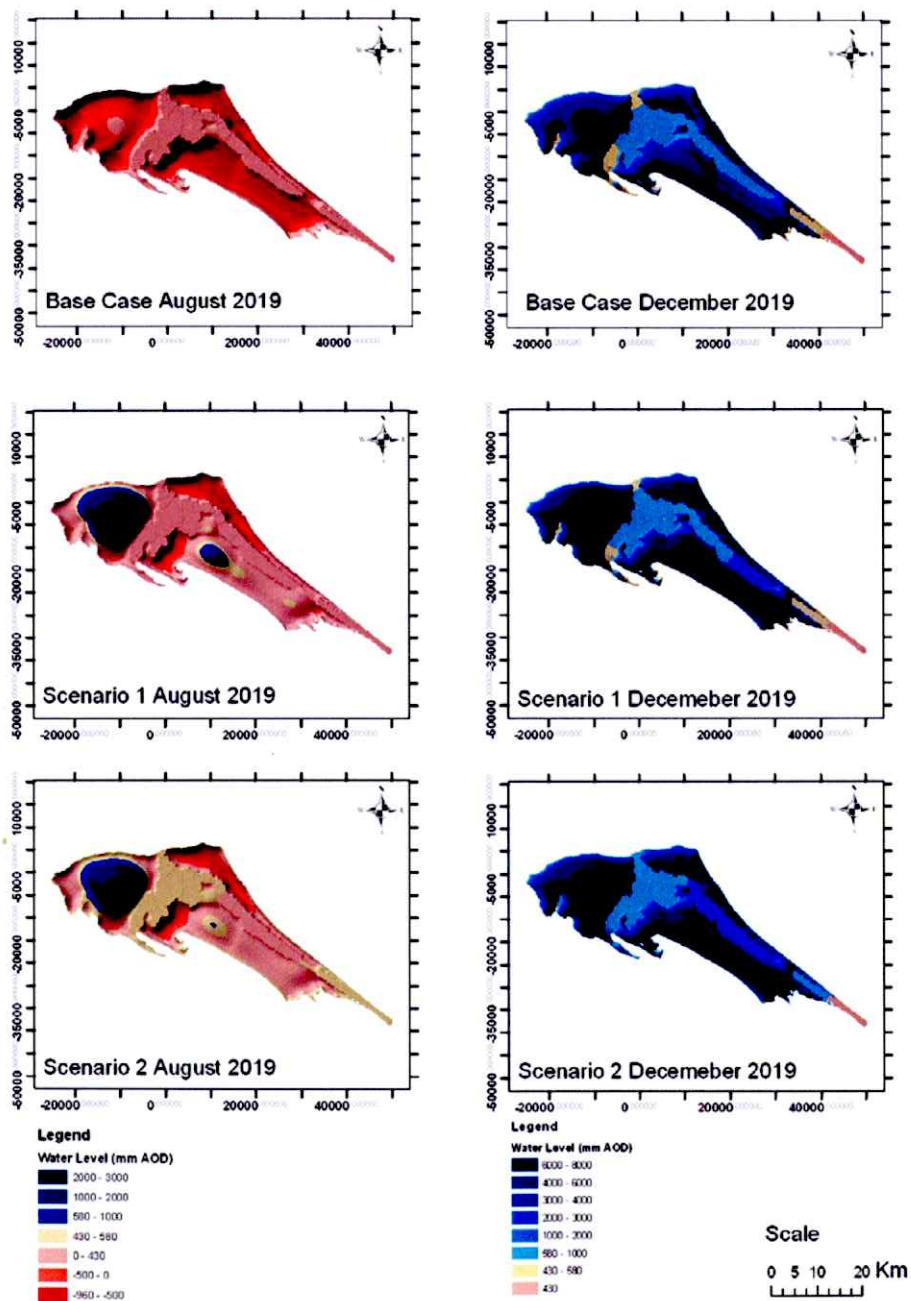 10000
-5000
-20000
-35000
-50000
W
E
Base Case August 2019
-20000 0 20000 40000
10000
-5000
-20000
-35000
-50000
W
E
Base Case December 2019
-20000 0 20000 40000
10000
-5000
-20000
-35000
-50000
W
E
Scenario 1 August 2019
-20000 0 20000 40000
10000
-5000
-20000
-35000
-50000
W
E
Scenario 1 Decemeber 2019
-20000 0 20000 40000
10000
-5000
-20000
-35000
-50000
W
E
Scenario 2 August 2019
-20000 0 20000 40000
10000
-5000
-20000
-35000
-50000
W
E
Scenario 2 Decemeber 2019
-20000 0 20000 40000
Legend
Water Level (mm AOD)
2000 - 3000
1000 - 2000
580 - 1000
430 - 580
0 - 430
-500 - 0
-960 - -500
Legend
Water Level (mm AOD)
6000 - 8000
4000 - 6000
3000 - 4000
2000 - 3000
1000 - 2000
580 - 1000
430 - 580
430
Scale
0 5 10 20 Km